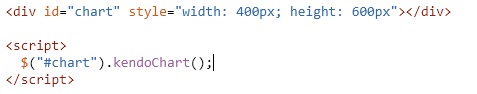 <div id="chart" style="width: 400px; height: 600px"></div>
<script>
$("#chart").kendoChart();
</script>